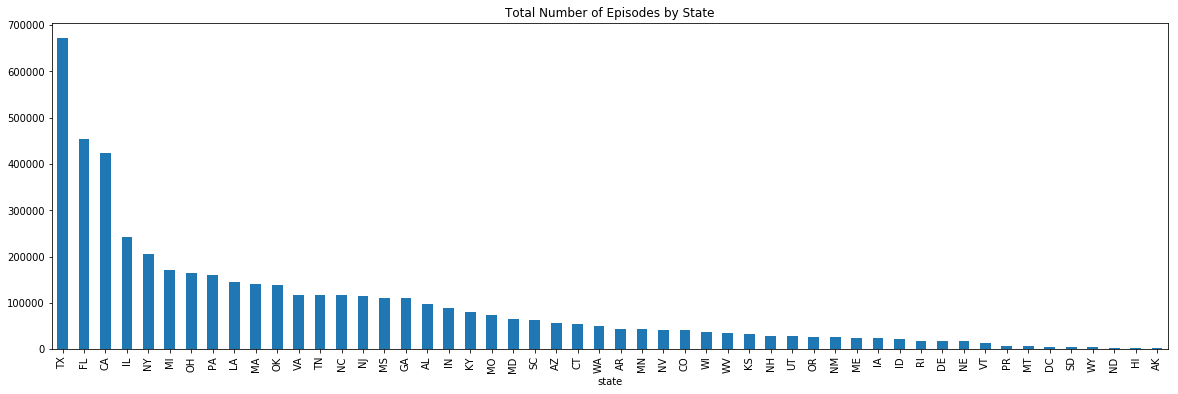 Total Number of Episodes by State
700000
600000
500000
400000
300000
200000
100000
0
TX FL CA IL NY MI OH PA LA MA OK VA TN NC NJ MS GA AL IN KY MO MD SC AZ CT WA AR MN NV CO WI WV KS NH UT OR NM ME IA ID RI DE NE VT PR MT DC SD WY ND HI AK
state